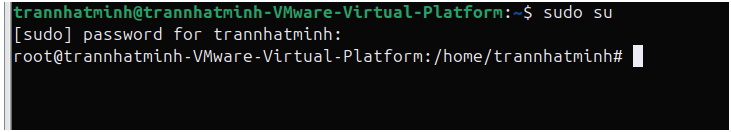 trannhatminh@trannhatminh-VMware-Virtual-Platform:~$ sudo su
[sudo] password for trannhatminh:
root@trannhatminh-VMware-Virtual-Platform:/home/trannhatminh#